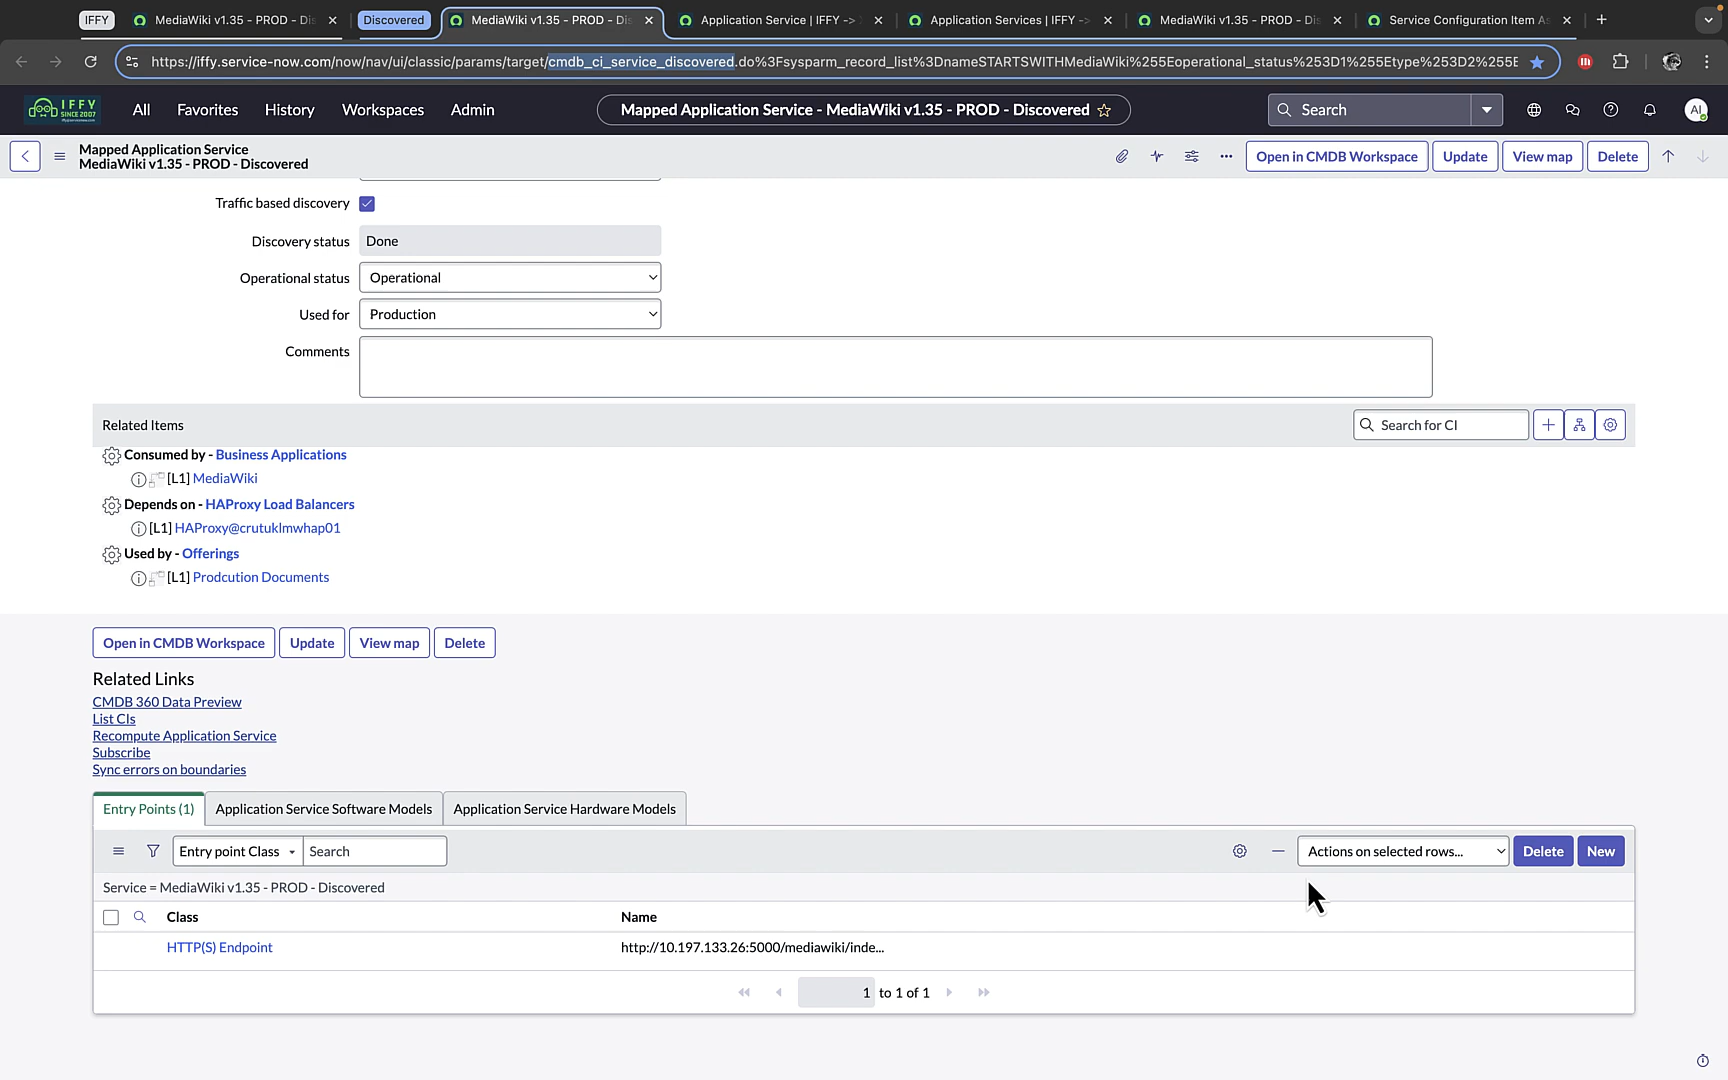 IFFY
MediaWiki v1.35 - PROD - Dis
Discovered
MediaWiki v1.35 - PROD - Dis
Application Service | IFFY ->
Application Services | IFFY ->
MediaWiki v1.35 - PROD - Dis
Service Configuration Item As
https://iffy.service-now.com/now/nav/ui/classic/params/target/cmdb_ci_service_discovered.do%3Fsysparm_record_list%3DnameSTARTSWITHMediaWiki%255Eoperational_status%253D1%255Etype%253D2%255E
IFFY
SINCE 2007
All
Favorites
History
Workspaces
Admin
Mapped Application Service - MediaWiki v1.35 - PROD - Discovered
Search
AI
Mapped Application Service
MediaWiki v1.35 - PROD - Discovered
Open in CMDB Workspace
Update
View map
Delete
Traffic based discovery
Discovery status
Done
Operational status
Operational
Used for
Production
Comments
Related Items
Search for CI
Consumed by - Business Applications
[L1] MediaWiki
Depends on - HAProxy Load Balancers
[L1] HAProxy@crutuklmwhap01
Used by - Offerings
[L1] Prodcution Documents
Open in CMDB Workspace
Update
View map
Delete
Related Links
CMDB 360 Data Preview
List CIs
Recompute Application Service
Subscribe
Sync errors on boundaries
Entry Points (1)
Application Service Software Models
Application Service Hardware Models
Entry point Class
Search
Actions on selected rows...
Delete
New
Service = MediaWiki v1.35 - PROD - Discovered
Class
Name
HTTP(S) Endpoint
http://10.197.133.26:5000/mediawiki/inde...
1 to 1 of 1